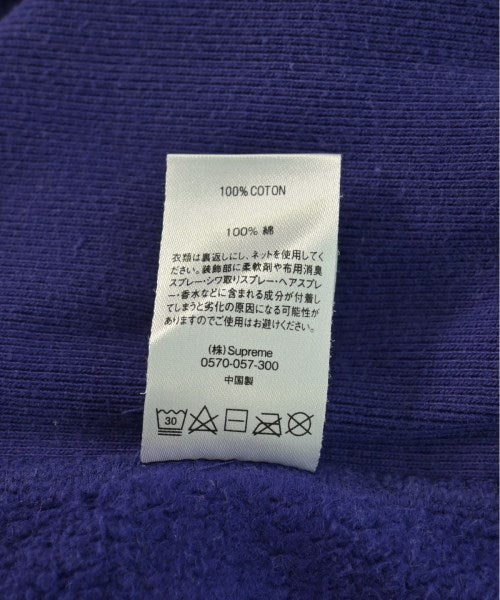 100% COTON
100% 綿
衣類は裏返しにし、ネットを使用してく
ださい。装飾部に柔軟剤や布用消臭
スプレー・シワ取りスプレー・ヘアスプレ
ー・香水などに含まれる成分が付着し
てしまうと劣化の原因になる可能性が
ありますのでご使用はお避けください。
(株) Supreme
0570-057-300
中国製
30